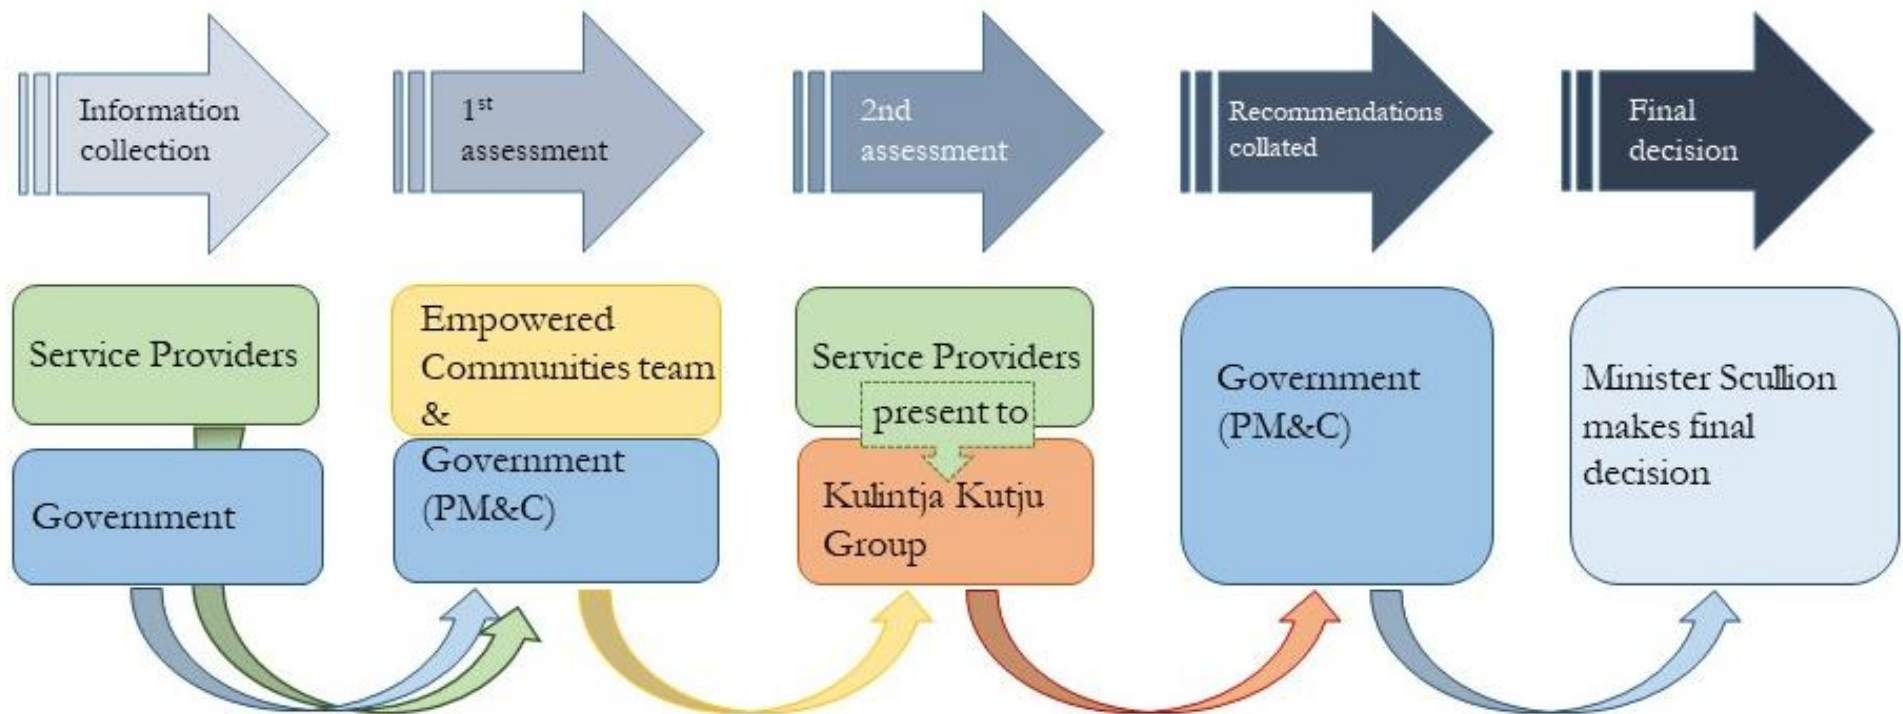 Information
collection
1st
assessment
2nd
assessment
Recommendations
collated
Final
decision
Service Providers
Government
Empowered
Communities team
&
Government
(PM&C)
Service Providers
present to
Kulintja Kutju
Group
Government
(PM&C)
Minister Scullion
makes final
decision